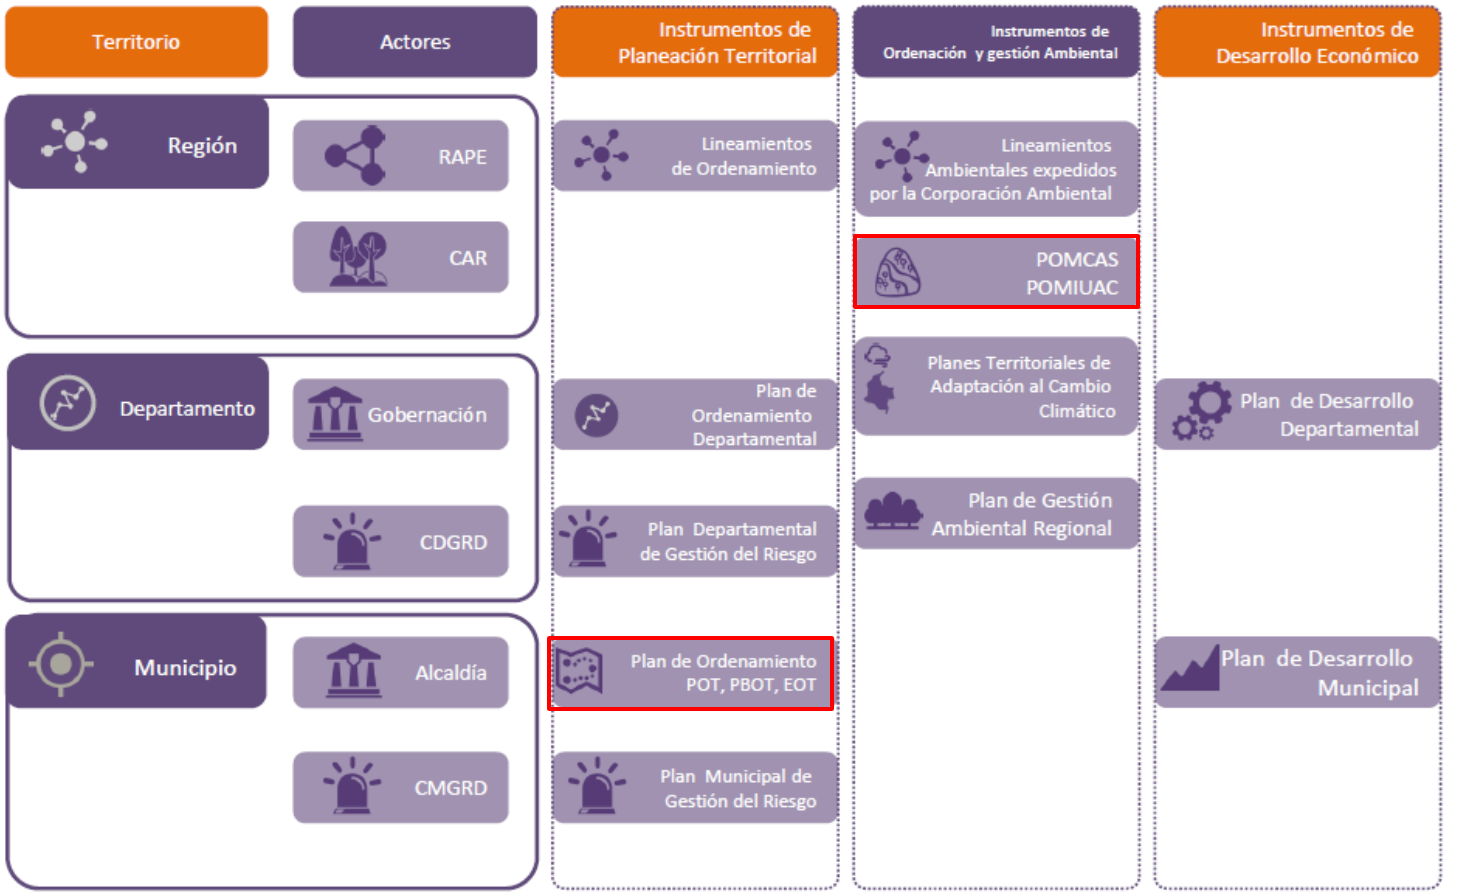 Territorio
Actores
Instrumentos de
Planeación Territorial
Instrumentos de
Ordenación y gestión Ambiental
Instrumentos de
Desarrollo Económico
Región
RAPE
CAR
Lineamientos
de Ordenamiento
Lineamientos
Ambientales expedidos
por la Corporación Ambiental
POMCAS
POMIUAC
Departamento
Gobernación
CDGRD
Plan de
Ordenamiento
Departamental
Plan Departamental
de Gestión del Riesgo
Planes Territoriales de
Adaptación al Cambio
Climático
Plan de Gestión
Ambiental Regional
Plan de Desarrollo
Departamental
Municipio
Alcaldía
CMGRD
Plan de Ordenamiento
POT, PBOT, EOT
Plan Municipal de
Gestión del Riesgo
Plan de Desarrollo
Municipal